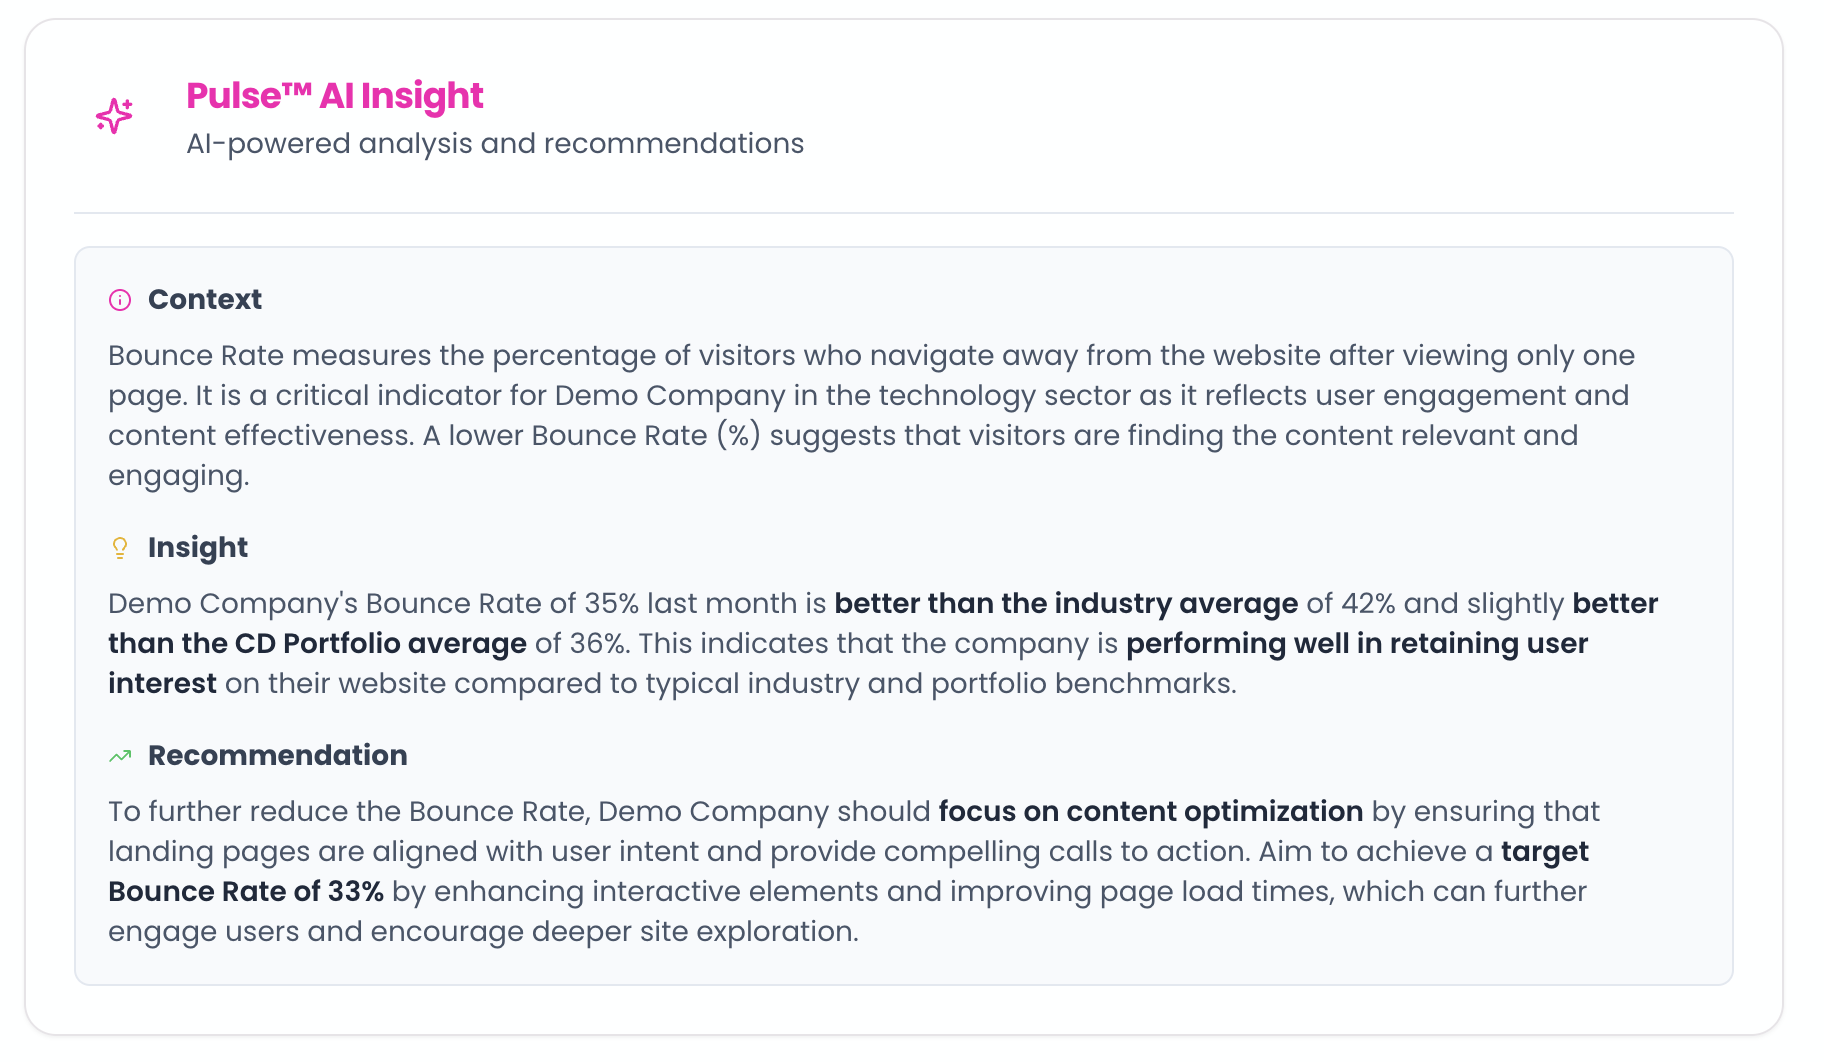 Pulse™ AI Insight
AI-powered analysis and recommendations
Context
Bounce Rate measures the percentage of visitors who navigate away from the website after viewing only one
page. It is a critical indicator for Demo Company in the technology sector as it reflects user engagement and
content effectiveness. A lower Bounce Rate (%) suggests that visitors are finding the content relevant and
engaging.
Insight
Demo Company's Bounce Rate of 35% last month is better than the industry average of 42% and slightly better
than the CD Portfolio average of 36%. This indicates that the company is performing well in retaining user
interest on their website compared to typical industry and portfolio benchmarks.
Recommendation
To further reduce the Bounce Rate, Demo Company should focus on content optimization by ensuring that
landing pages are aligned with user intent and provide compelling calls to action. Aim to achieve a target
Bounce Rate of 33% by enhancing interactive elements and improving page load times, which can further
engage users and encourage deeper site exploration.